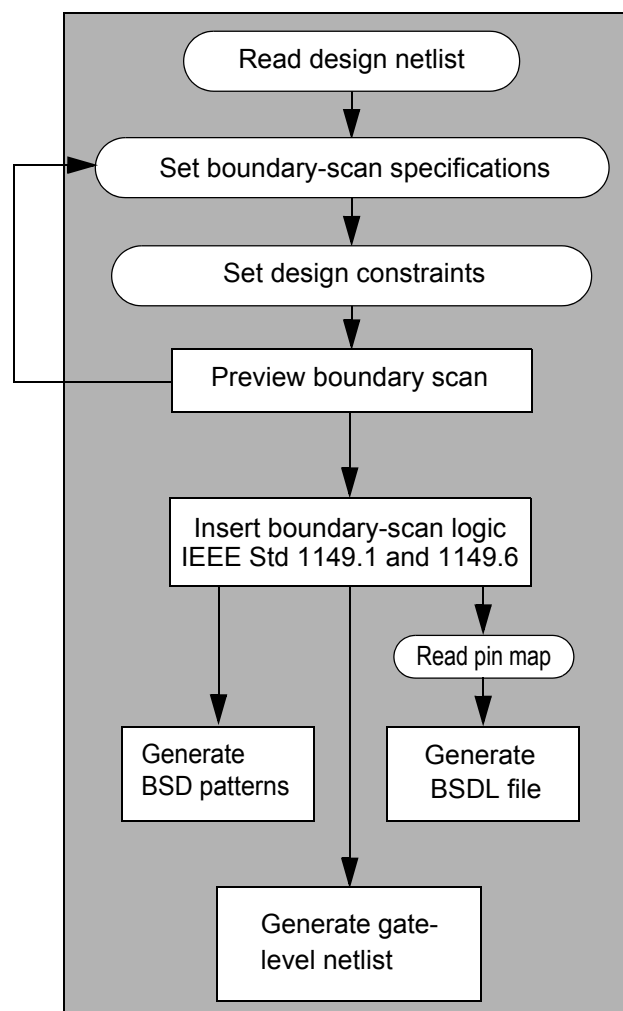 Read design netlist
Set boundary-scan specifications
Set design constraints
Preview boundary scan
Insert boundary-scan logic
IEEE Std 1149.1 and 1149.6
Read pin map
Generate
BSD patterns
Generate
BSDL file
Generate gate-
level netlist